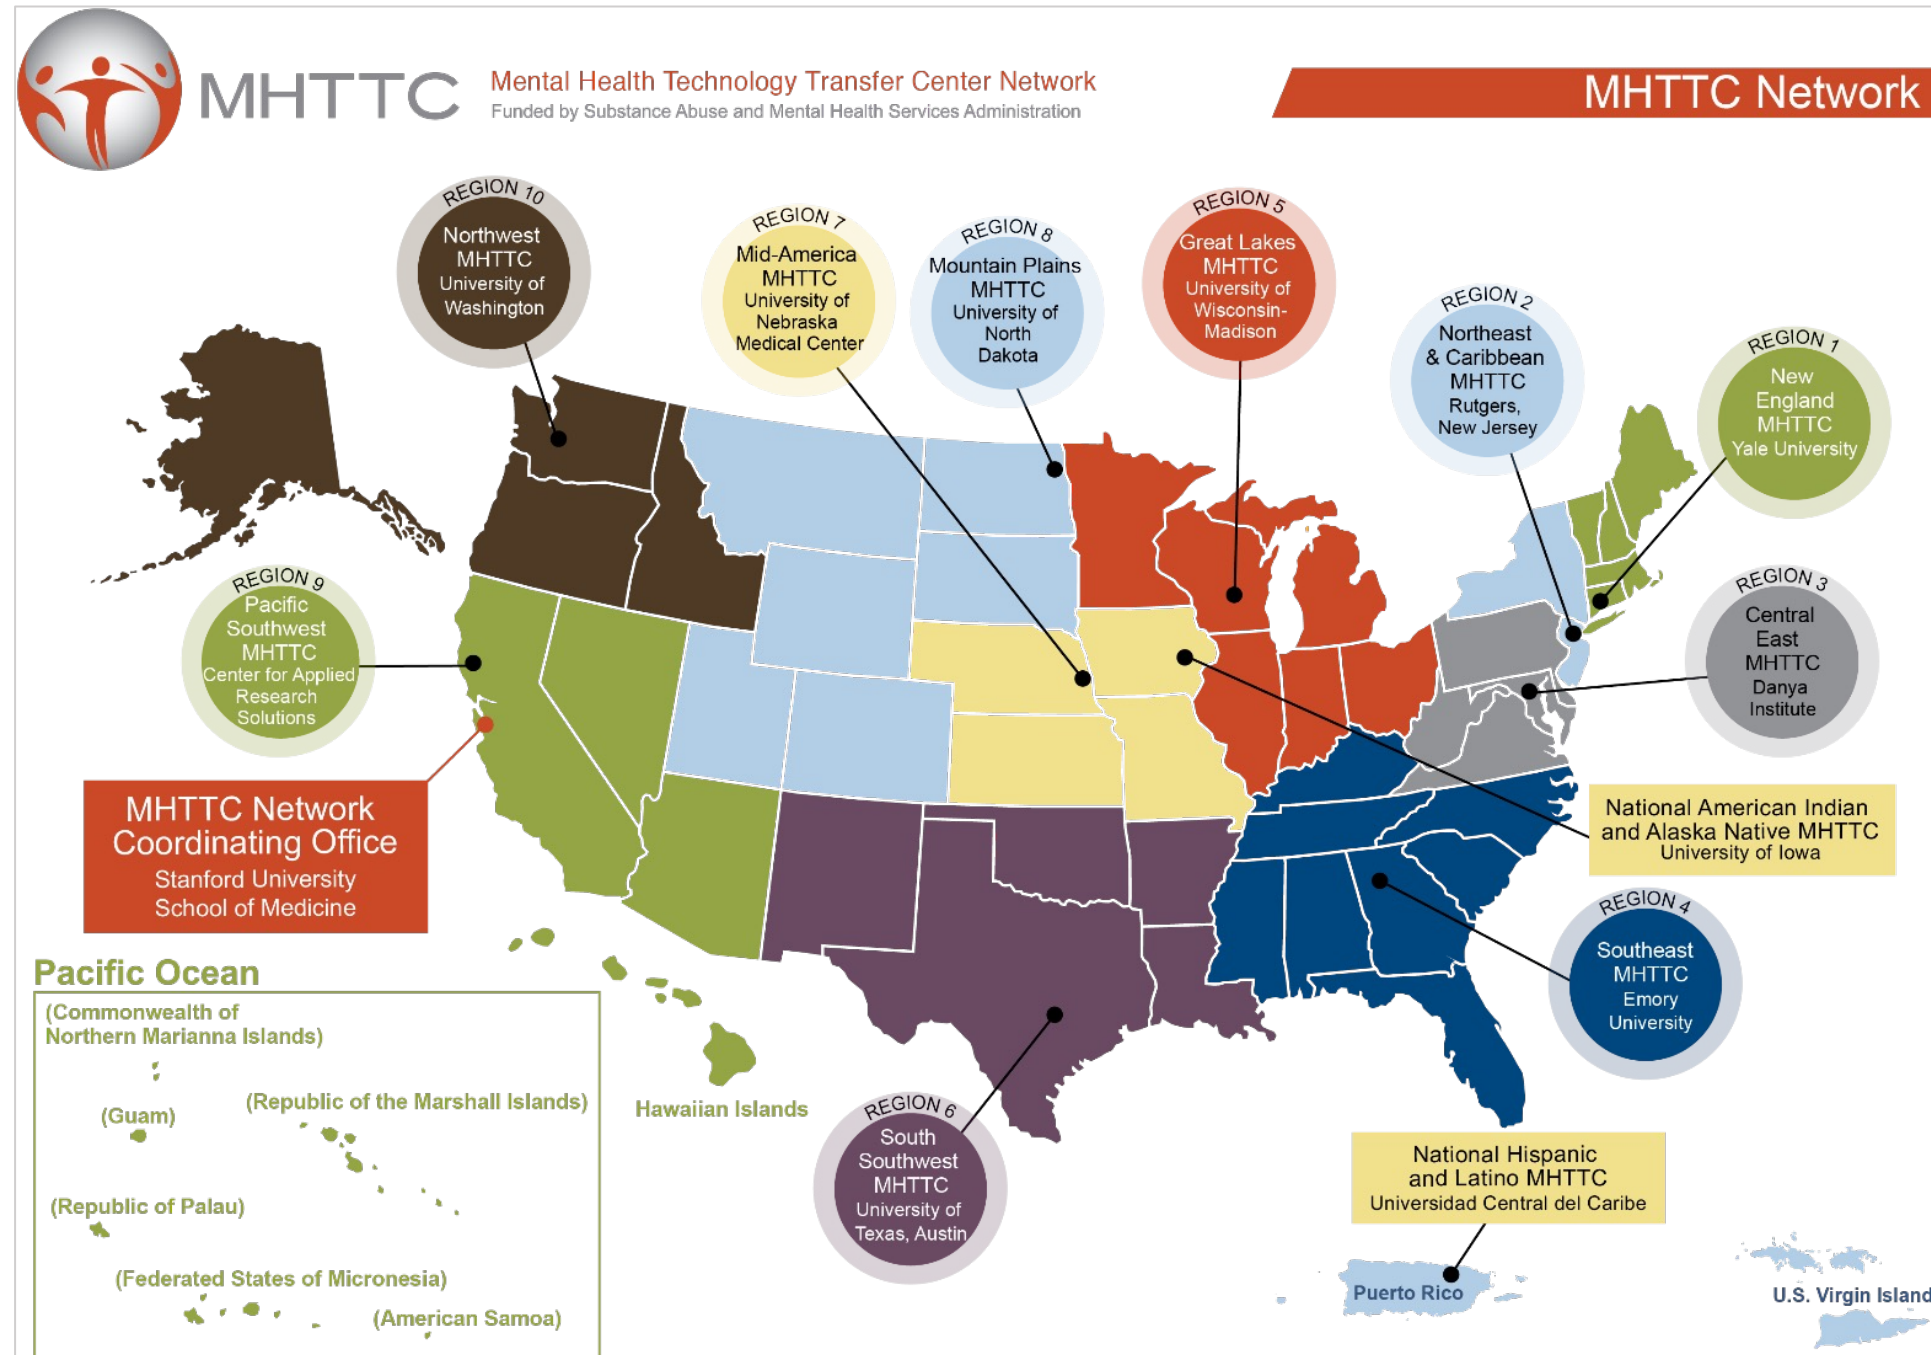 MHTTC
Mental Health Technology Transfer Center Network
Funded by Substance Abuse and Mental Health Services Administration
MHTTC Network
REGION 10
Northwest
MHTTC
University of
Washington
REGION 7
Mid-America
MHTTC
University of
Nebraska
Medical Center
REGION 8
Mountain Plains
MHTTC
University of
North
Dakota
REGION 5
Great Lakes
MHTTC
University of
Wisconsin-
Madison
REGION 2
Northeast
& Caribbean
MHTTC
Rutgers,
New Jersey
REGION 1
New
England
MHTTC
Yale University
REGION 9
Pacific
Southwest
MHTTC
Center for Applied
Research
Solutions
REGION 3
Central
East
MHTTC
Danya
Institute
MHTTC Network
Coordinating Office
Stanford University
School of Medicine
National American Indian
and Alaska Native MHTTC
University of Iowa
REGION 4
Southeast
MHTTC
Emory
University
Pacific Ocean
(Commonwealth of
Northern Marianna Islands)
(Guam)
(Republic of the Marshall Islands)
(Republic of Palau)
(Federated States of Micronesia)
(American Samoa)
Hawaiian Islands
REGION 6
South
Southwest
MHTTC
University of
Texas, Austin
National Hispanic
and Latino MHTTC
Universidad Central del Caribe
Puerto Rico
U.S. Virgin Island